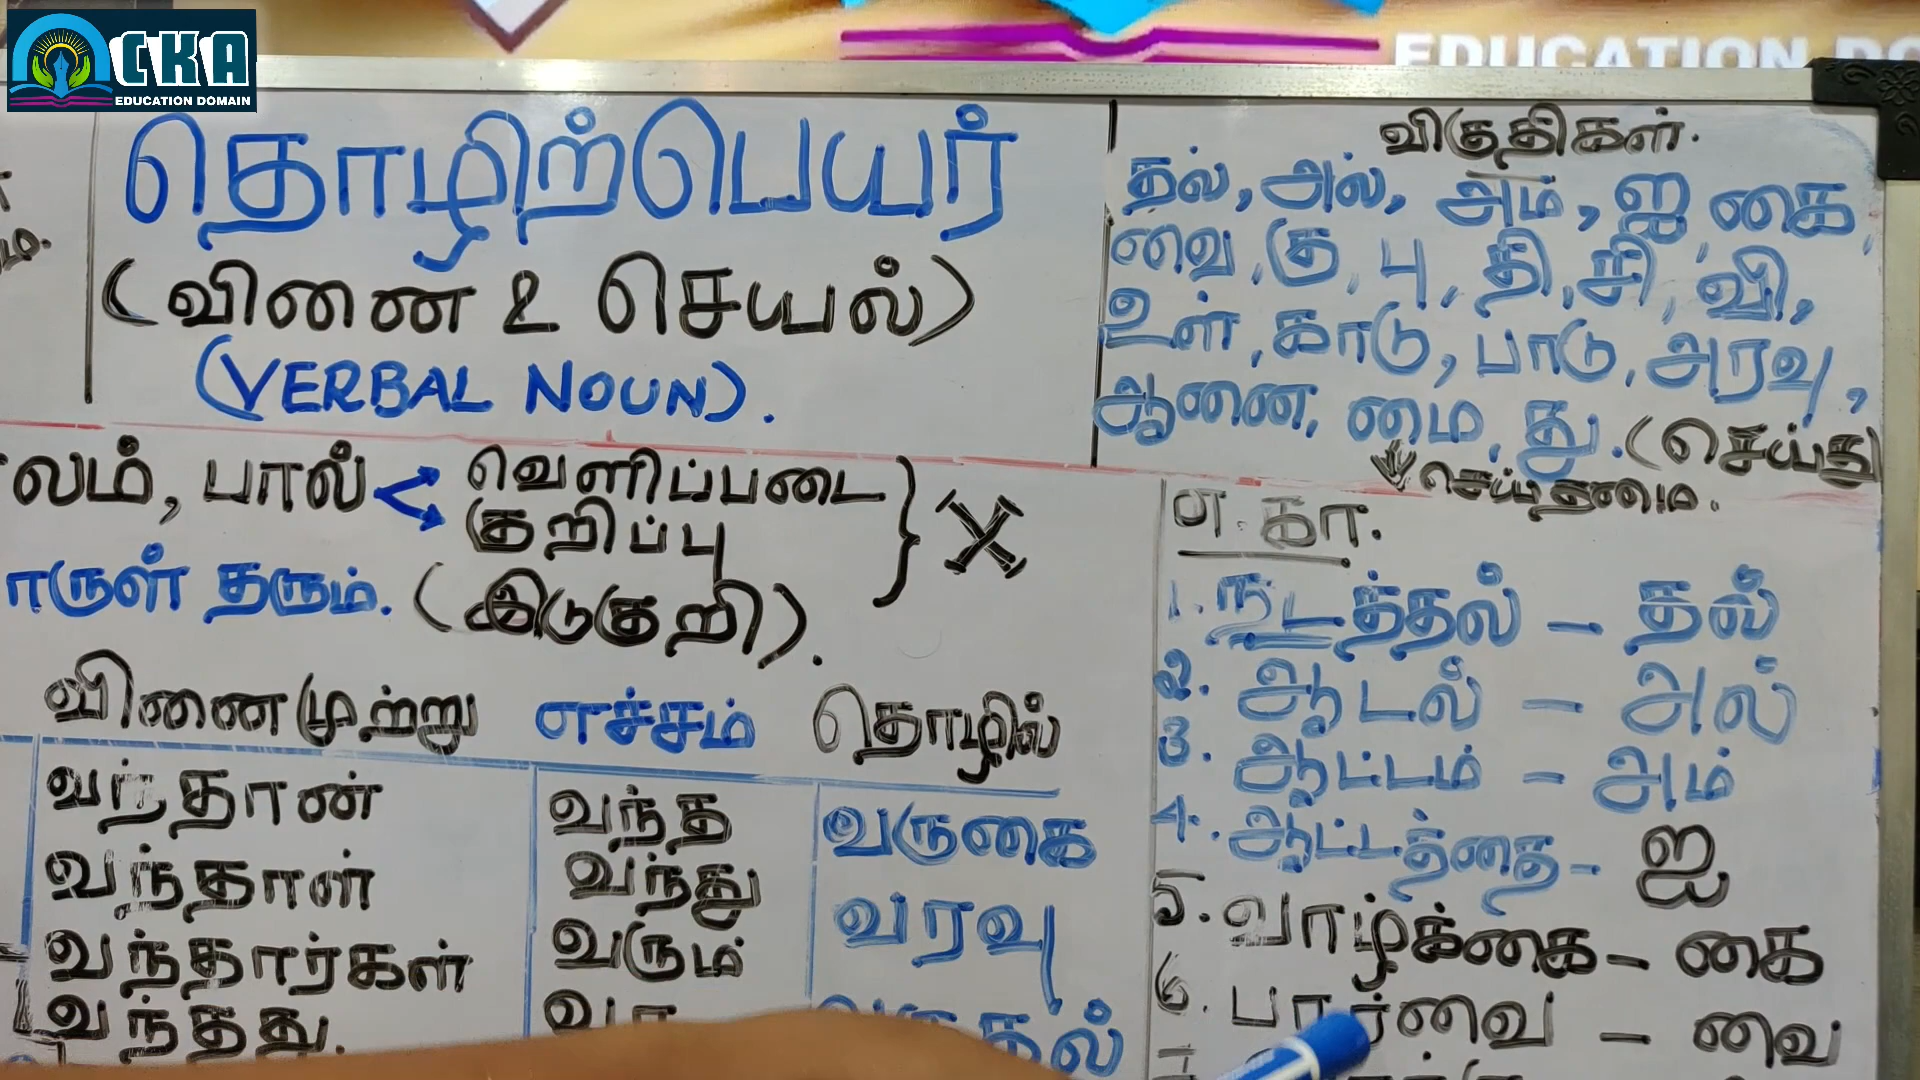 CKA
EDUCATION DOMAIN
EDUCATION DO
தொழிற்பெயர்
(வினை உ செயல்)
(VERBAL NOUN).
விகுதிகள்.
தல், அல், அம், ஐ, கை,
வை, கு, பு, தி, சி, வி,
உள், காடு, பாடு, அரவு,
ஆனை, மை, து. (செய்து
செய்தமை.
லம், பால்
வெளிப்படை
குறிப்பு
X
ாருள் தரும். (இடுகுறி).
வினைமுற்று எச்சம் தொழில்
வந்தான் வந்த வருகை
வந்தாள் வந்து வரவு
வந்தார்கள் வரும்
வந்தது.
எ.கா.
1. நடத்தல் - தல்
2. ஆடல் - அல்
3. ஆட்டம் - அம்
4. ஆட்டத்தை - ஐ
5. வாழ்க்கை - கை
6. பார்வை - வை